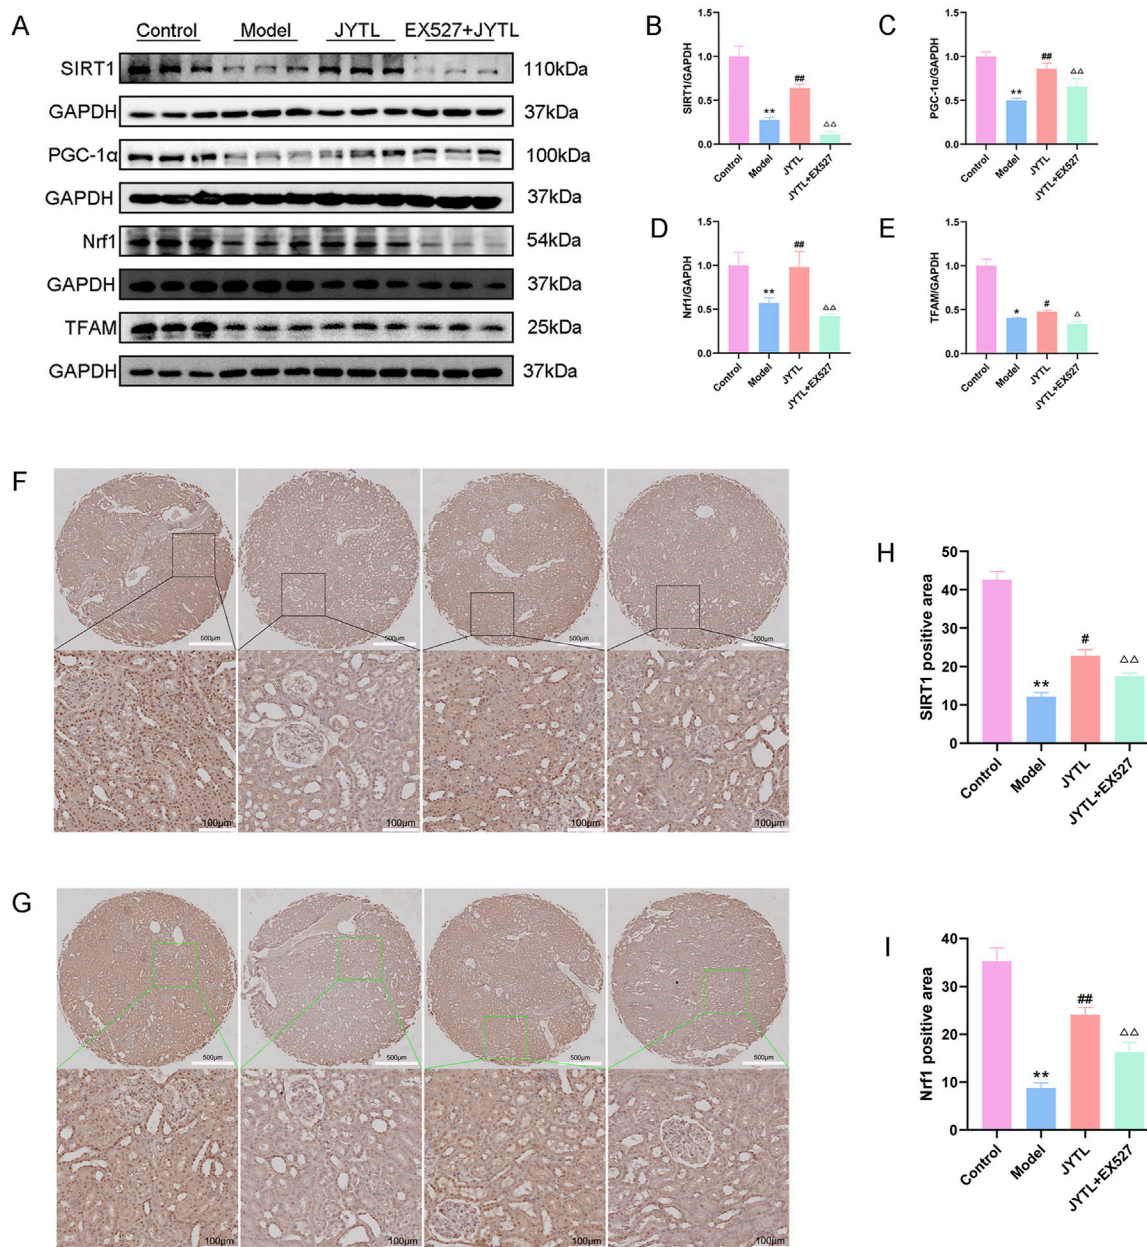 A
Control Model JYTL EX527+JYTL
SIRT1 110kDa
GAPDH 37kDa
PGC-1α 100kDa
GAPDH 37kDa
Nrf1 54kDa
GAPDH 37kDa
TFAM 25kDa
GAPDH 37kDa
B
SIRT1/GAPDH
1.5
1.0
0.5
0.0
**
##
△△
Control
Model
JYTL
JYTL+EX527
C
PGC-1α/GAPDH
1.5
1.0
0.5
0.0
**
##
△△
Control
Model
JYTL
JYTL+EX527
D
Nrf1/GAPDH
1.5
1.0
0.5
0.0
**
##
△△
Control
Model
JYTL
JYTL+EX527
E
TFAM/GAPDH
1.5
1.0
0.5
0.0
*
#
△
Control
Model
JYTL
JYTL+EX527
F
500μm 500μm 500μm 500μm
100μm 100μm 100μm 100μm
H
SIRT1 positive area
50
40
30
20
10
0
**
#
△△
Control
Model
JYTL
JYTL+EX527
G
500μm 500μm 500μm 500μm
100μm 100μm 100μm 100μm
I
Nrf1 positive area
40
30
20
10
0
**
##
△△
Control
Model
JYTL
JYTL+EX527